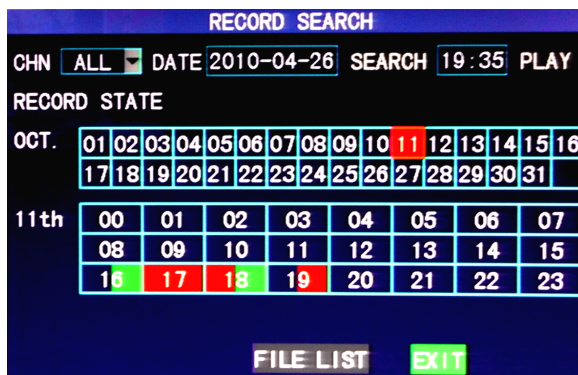 RECORD SEARCH
CHN ALL DATE 2010-04-26 SEARCH 19:35 PLAY
RECORD STATE
OCT. 01 02 03 04 05 06 07 08 09 10 11 12 13 14 15 16
17 18 19 20 21 22 23 24 25 26 27 28 29 30 31
11th 00 01 02 03 04 05 06 07
08 09 10 11 12 13 14 15
16 17 18 19 20 21 22 23
FILE LIST EXIT